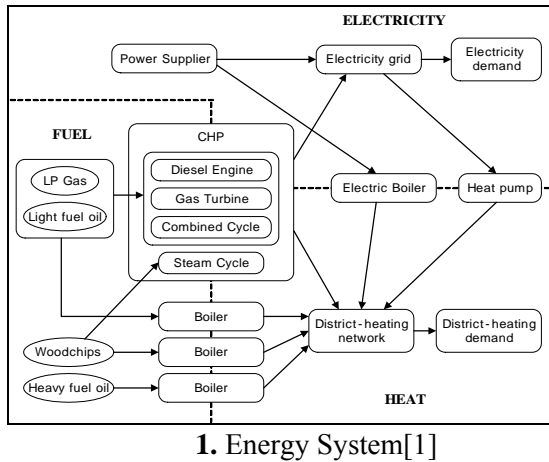 ELECTRICITY
Power Supplier
Electricity grid
Electricity
demand
FUEL
CHP
LP Gas
Light fuel oil
Diesel Engine
Gas Turbine
Combined Cycle
Steam Cycle
Electric Boiler
Heat pump
Boiler
Woodchips
Boiler
Heavy fuel oil
Boiler
District-heating
network
District-heating
demand
HEAT
1. Energy System[1]